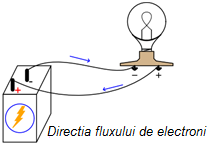 -
+
- +
Directia fluxului de electroni